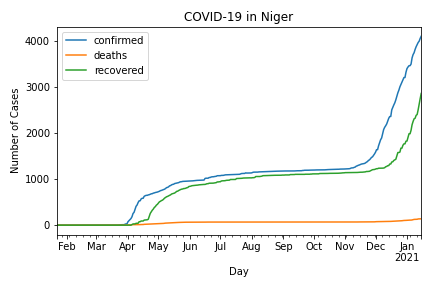 COVID-19 in Niger
confirmed
deaths
recovered
Number of Cases
4000
3000
2000
1000
0
Feb Mar Apr May Jun Jul Aug Sep Oct Nov Dec Jan
2021
Day